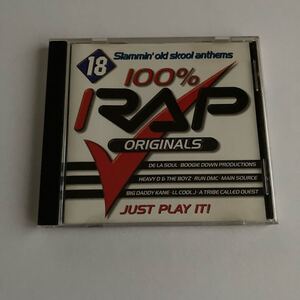 18 Slammin' old skool anthems
100%
RAP
ORIGINALS
DE LA SOUL · BOOGIE DOWN PRODUCTIONS
HEAVY D & THE BOYZ · RUN DMC · MAIN SOURCE
BIG DADDY KANE · LL COOL J · A TRIBE CALLED QUEST
JUST PLAY IT!